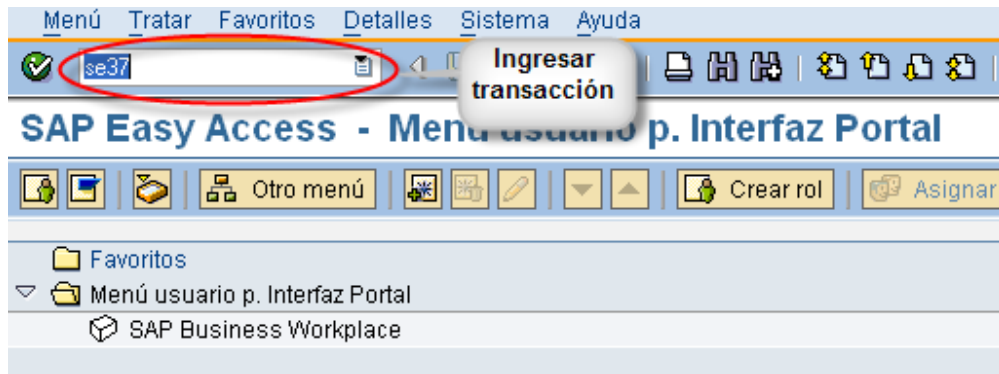 Menú Tratar Favoritos Detalles Sistema Ayuda
se37
Ingresar
transacción
SAP Easy Access - Menú usuario p. Interfaz Portal
Otro menú Crear rol Asignar
Favoritos
Menú usuario p. Interfaz Portal
SAP Business Workplace